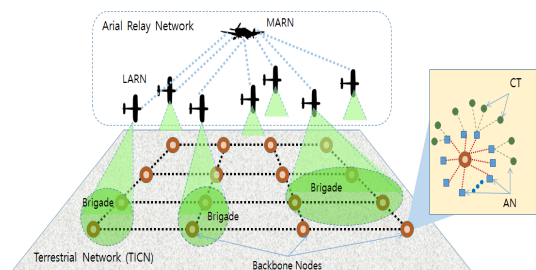 Arial Relay Network
MARN
LARN
CT
Brigade
Brigade
Brigade
AN
Terrestrial Network (TICN)
Backbone Nodes